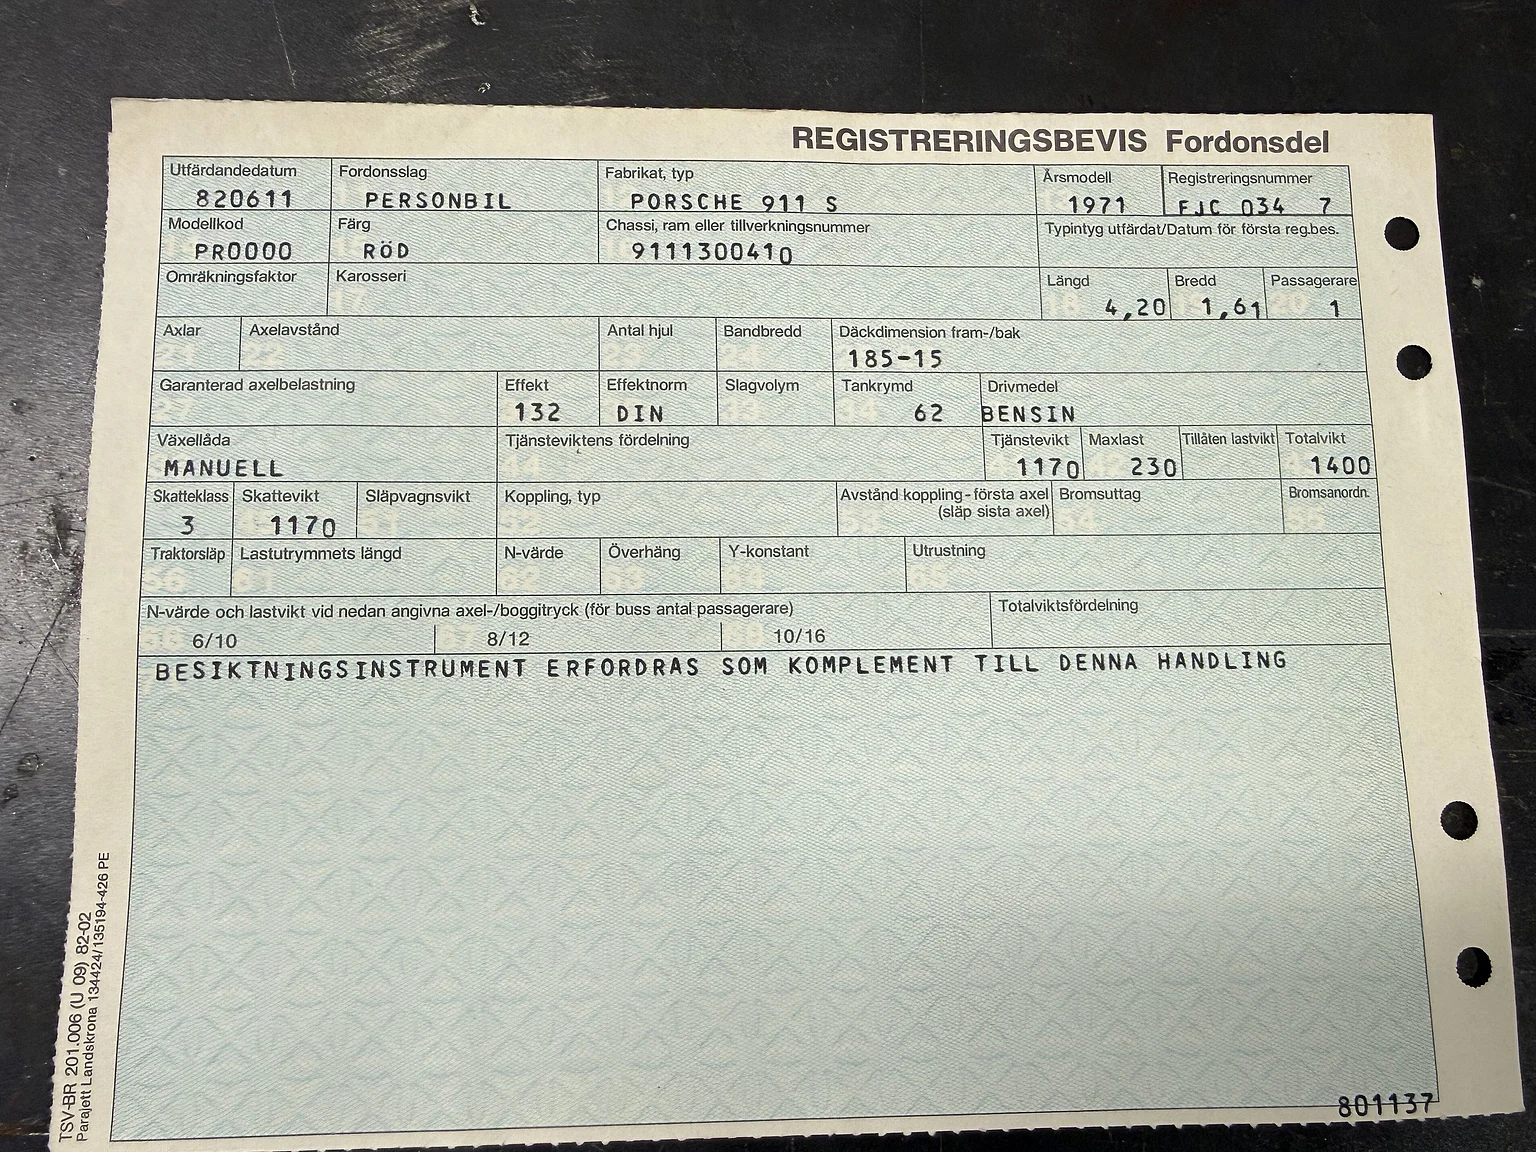 REGISTRERINGSBEVIS Fordonsdel
Utfärdandedatum Fordonsslag Fabrikat, typ Årsmodell Registreringsnummer
820611 PERSONBIL PORSCHE 911 S 1971 FJC 034 7
Modellkod Färg Chassi, ram eller tillverkningsnummer Typintyg utfärdat/Datum för första reg.bes.
PR0000 RÖD 9111300410
Omräkningsfaktor Karosseri Längd Bredd Passagerare
4,20 1,61 1
Axlar Axelavstånd Antal hjul Bandbredd Däckdimension fram-/bak
185-15
Garanterad axelbelastning Effekt Effektnorm Slagvolym Tankrymd Drivmedel
132 DIN 62 BENSIN
Växellåda Tjänsteviktens fördelning Tjänstevikt Maxlast Tillåten lastvikt Totalvikt
MANUELL 1170 230 1400
Skatteklass Skattevikt Släpvagnsvikt Koppling, typ Avstånd koppling - första axel Bromsuttag Bromsanordn.
(släp sista axel)
3 1170
Traktorsläp Lastutrymmets längd N-värde Överhäng Y-konstant Utrustning
N-värde och lastvikt vid nedan angivna axel-/boggitryck (för buss antal passagerare) Totalviktsfördelning
6/10 8/12 10/16
BESIKTNINGSINSTRUMENT ERFORDRAS SOM KOMPLEMENT TILL DENNA HANDLING
801137
TSV-BR 201.006 (U 09) 82-02
Parajett Landskrona 134424/135194-426 PE